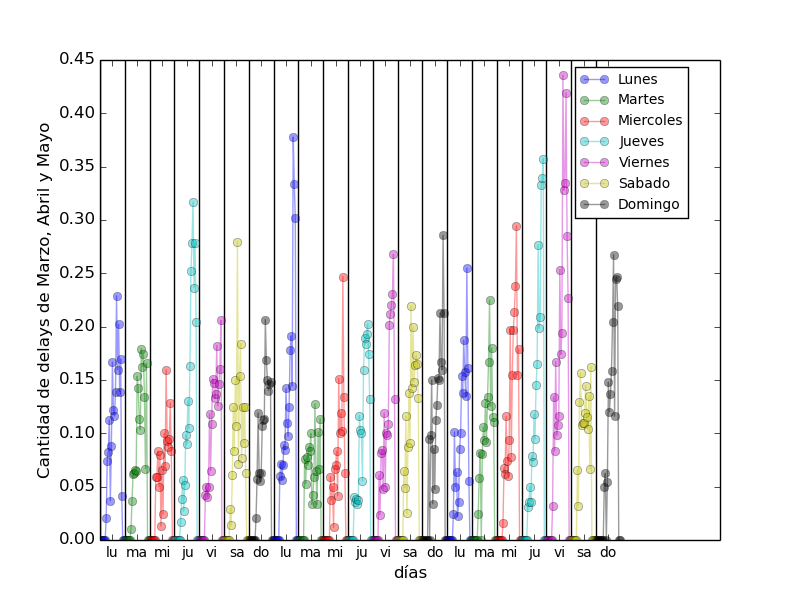 0.45
0.40
0.35
0.30
0.25
0.20
0.15
0.10
0.05
0.00
Cantidad de delays de Marzo, Abril y Mayo
Lunes
Martes
Miercoles
Jueves
Viernes
Sabado
Domingo
lu ma mi ju vi sa do lu ma mi ju vi sa do lu ma mi ju vi sa do
días